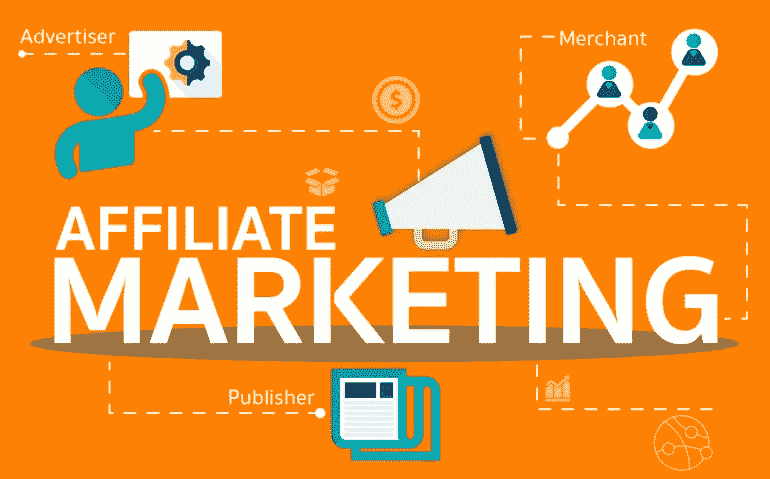 Advertiser
Merchant
AFFILIATE
MARKETING
Publisher